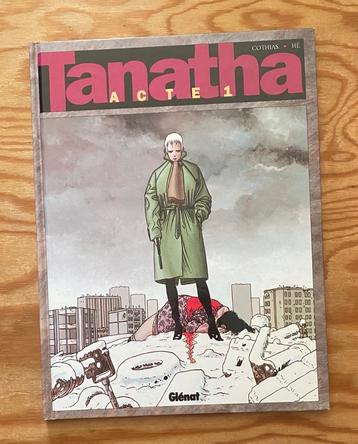 COTHIAS • HÉ
Tanatha
ACTE 1
Glénat